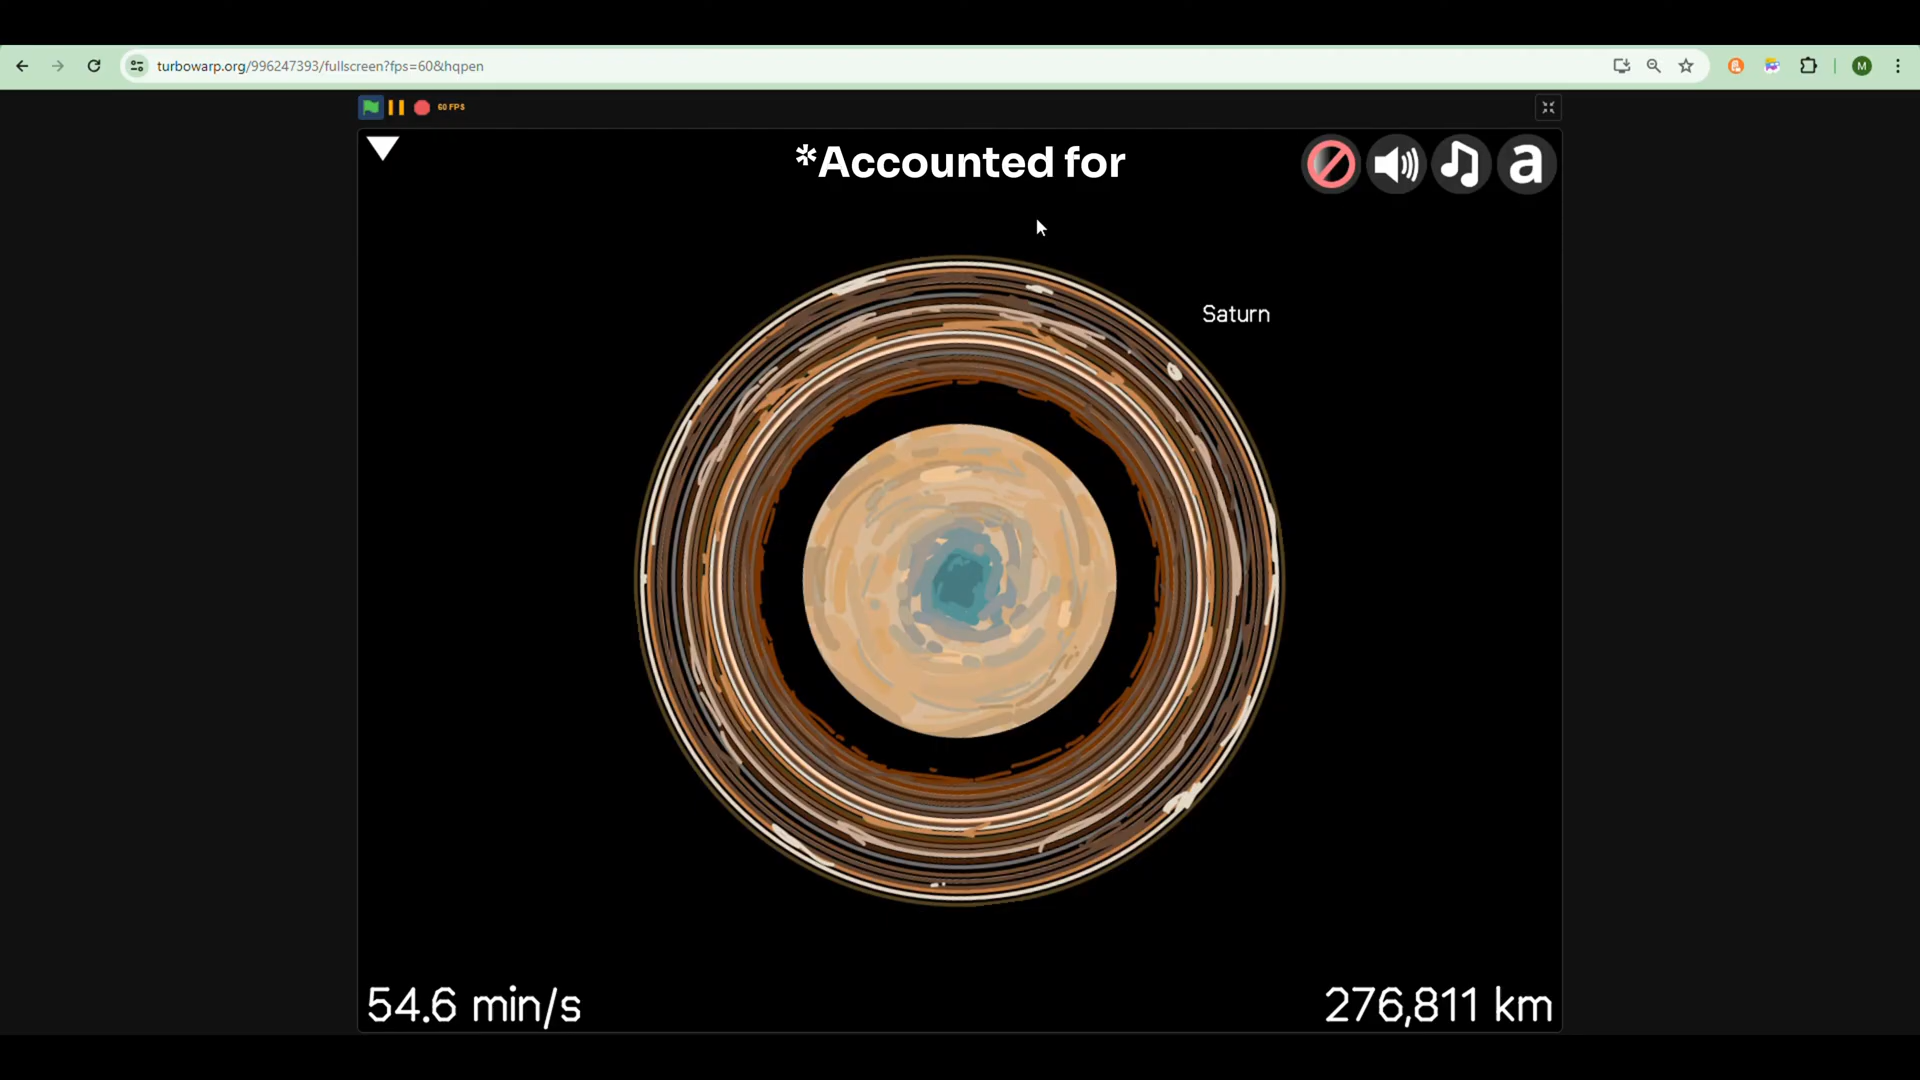 turbowarp.org/996247393/fullscreen?fps=60&hqpen
M
60 FPS
*Accounted for
a
Saturn
54.6 min/s
276,811 km